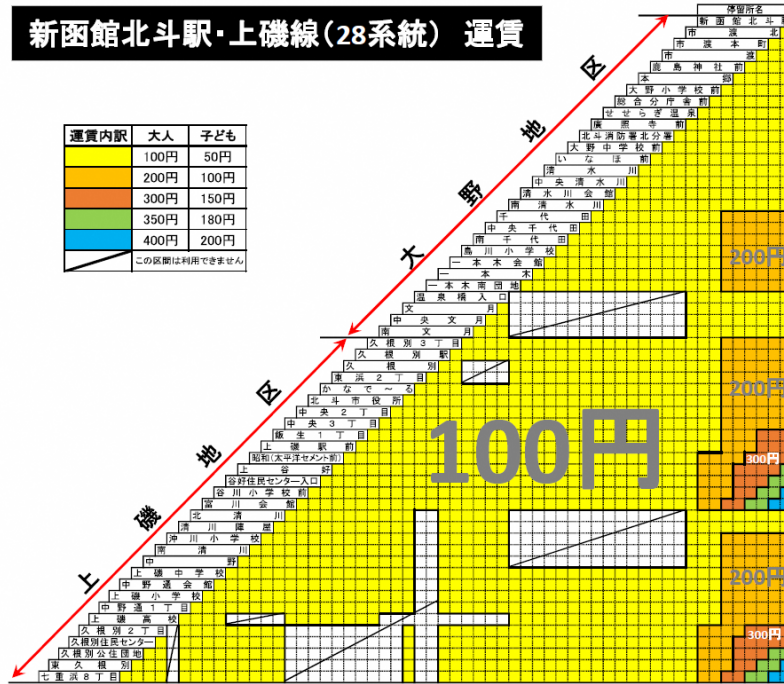 新函館北斗駅・上磯線（28系統） 運賃
停留所名
新函館北斗駅
市渡北
市渡本町
市渡
鹿島神社前
本郷
大野小学校前
総合分庁舎前
せせらぎ温泉
廣照寺前
北斗消防署北分署
大野中学校前
いなほ前
清水川
中央清水川
清水川会館
南清水川
千代田
中央千代田
南千代田
島川小学校
一本木会館
一本木
一本木南団地
温泉橋入口
文月
中央文月
南文月
久根別3丁目
久根別駅
久根別
東浜2丁目
かなで～る
北斗市役所
中央2丁目
中央3丁目
飯生1丁目
上磯駅前
昭和(太平洋セメント前)
上谷好
谷好住民センター入口
谷川小学校前
富川会館
北清川
清川陣屋
沖川小学校
南清川
中野
上磯中学校
中野通会館
上磯小学校
中野通1丁目
上磯高校
久根別2丁目
久根別住民センター
久根別公住団地
東久根別
七重浜8丁目
運賃内訳 大人 子ども
100円 50円
200円 100円
300円 150円
350円 180円
400円 200円
この区間は利用できません
大野地区
上磯地区
100円
200円
200円
300円
200円
300円